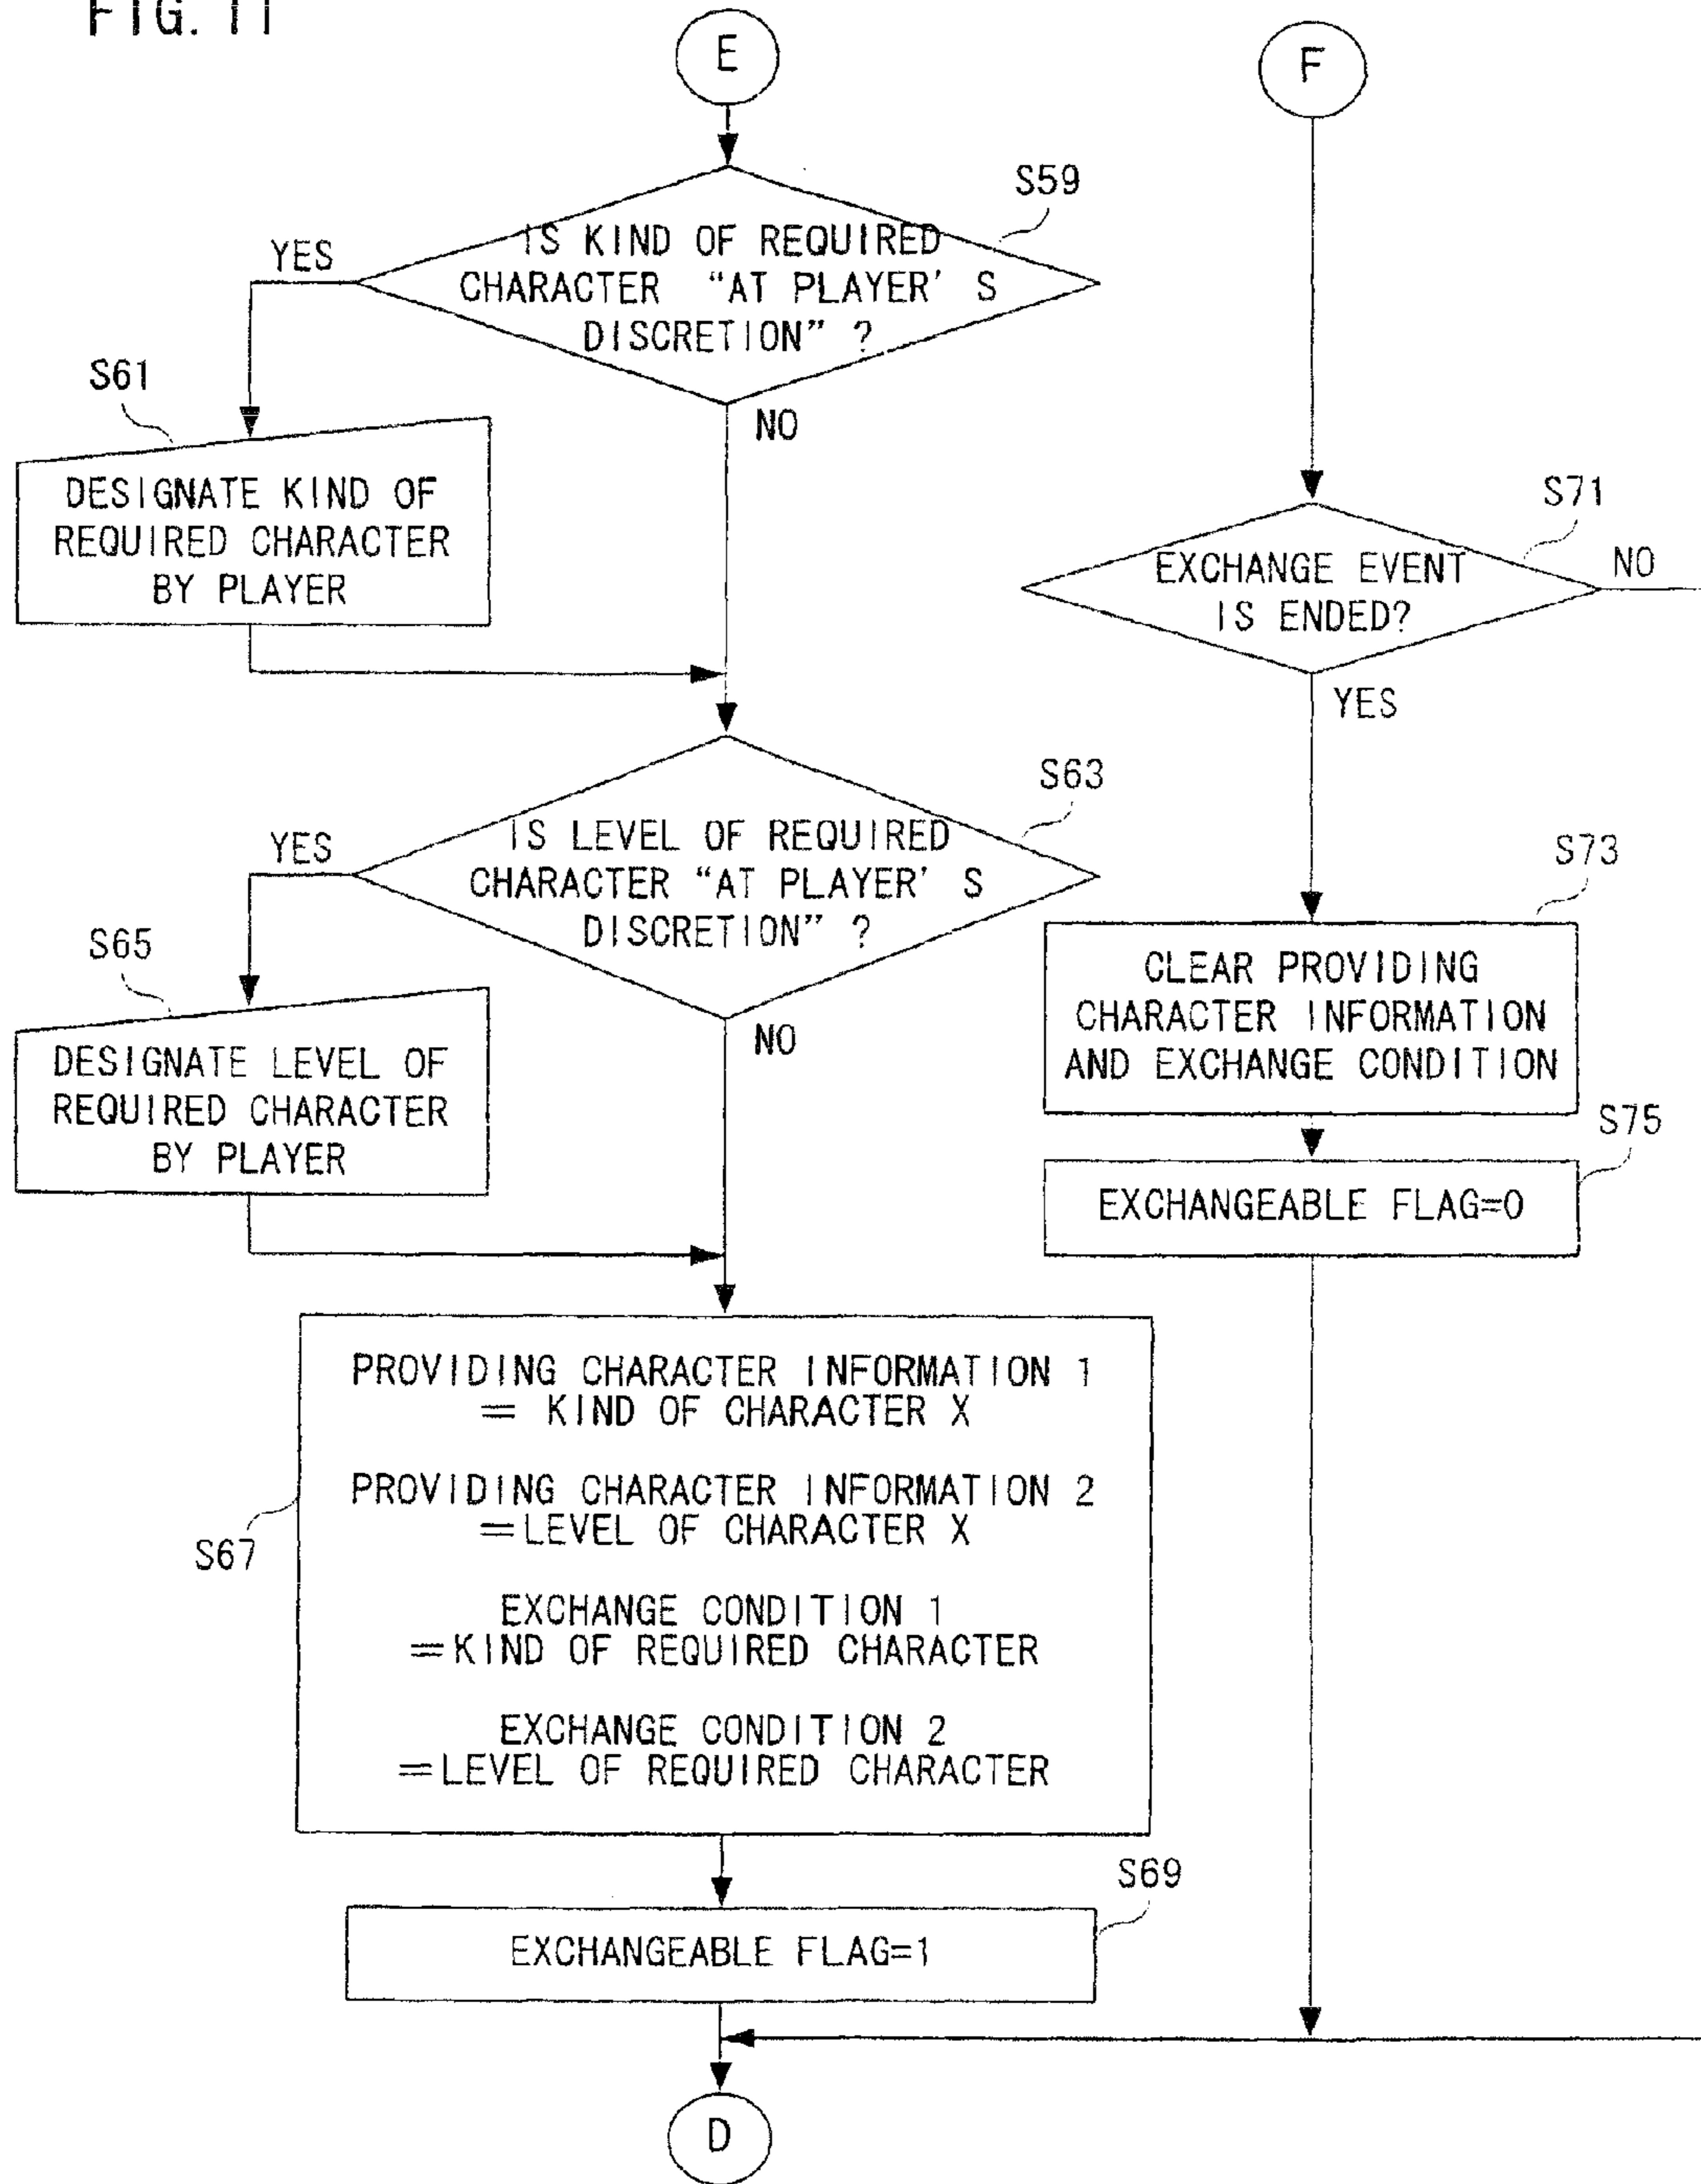 FIG. 11
E
F
S59
IS KIND OF REQUIRED
CHARACTER "AT PLAYER'S
DISCRETION" ?
YES
NO
S61
DESIGNATE KIND OF
REQUIRED CHARACTER
BY PLAYER
S71
EXCHANGE EVENT
IS ENDED?
NO
YES
S63
IS LEVEL OF REQUIRED
CHARACTER "AT PLAYER'S
DISCRETION" ?
YES
NO
S65
DESIGNATE LEVEL OF
REQUIRED CHARACTER
BY PLAYER
S73
CLEAR PROVIDING
CHARACTER INFORMATION
AND EXCHANGE CONDITION
S75
EXCHANGEABLE FLAG=0
S67
PROVIDING CHARACTER INFORMATION 1
= KIND OF CHARACTER X
PROVIDING CHARACTER INFORMATION 2
=LEVEL OF CHARACTER X
EXCHANGE CONDITION 1
=KIND OF REQUIRED CHARACTER
EXCHANGE CONDITION 2
=LEVEL OF REQUIRED CHARACTER
S69
EXCHANGEABLE FLAG=1
D